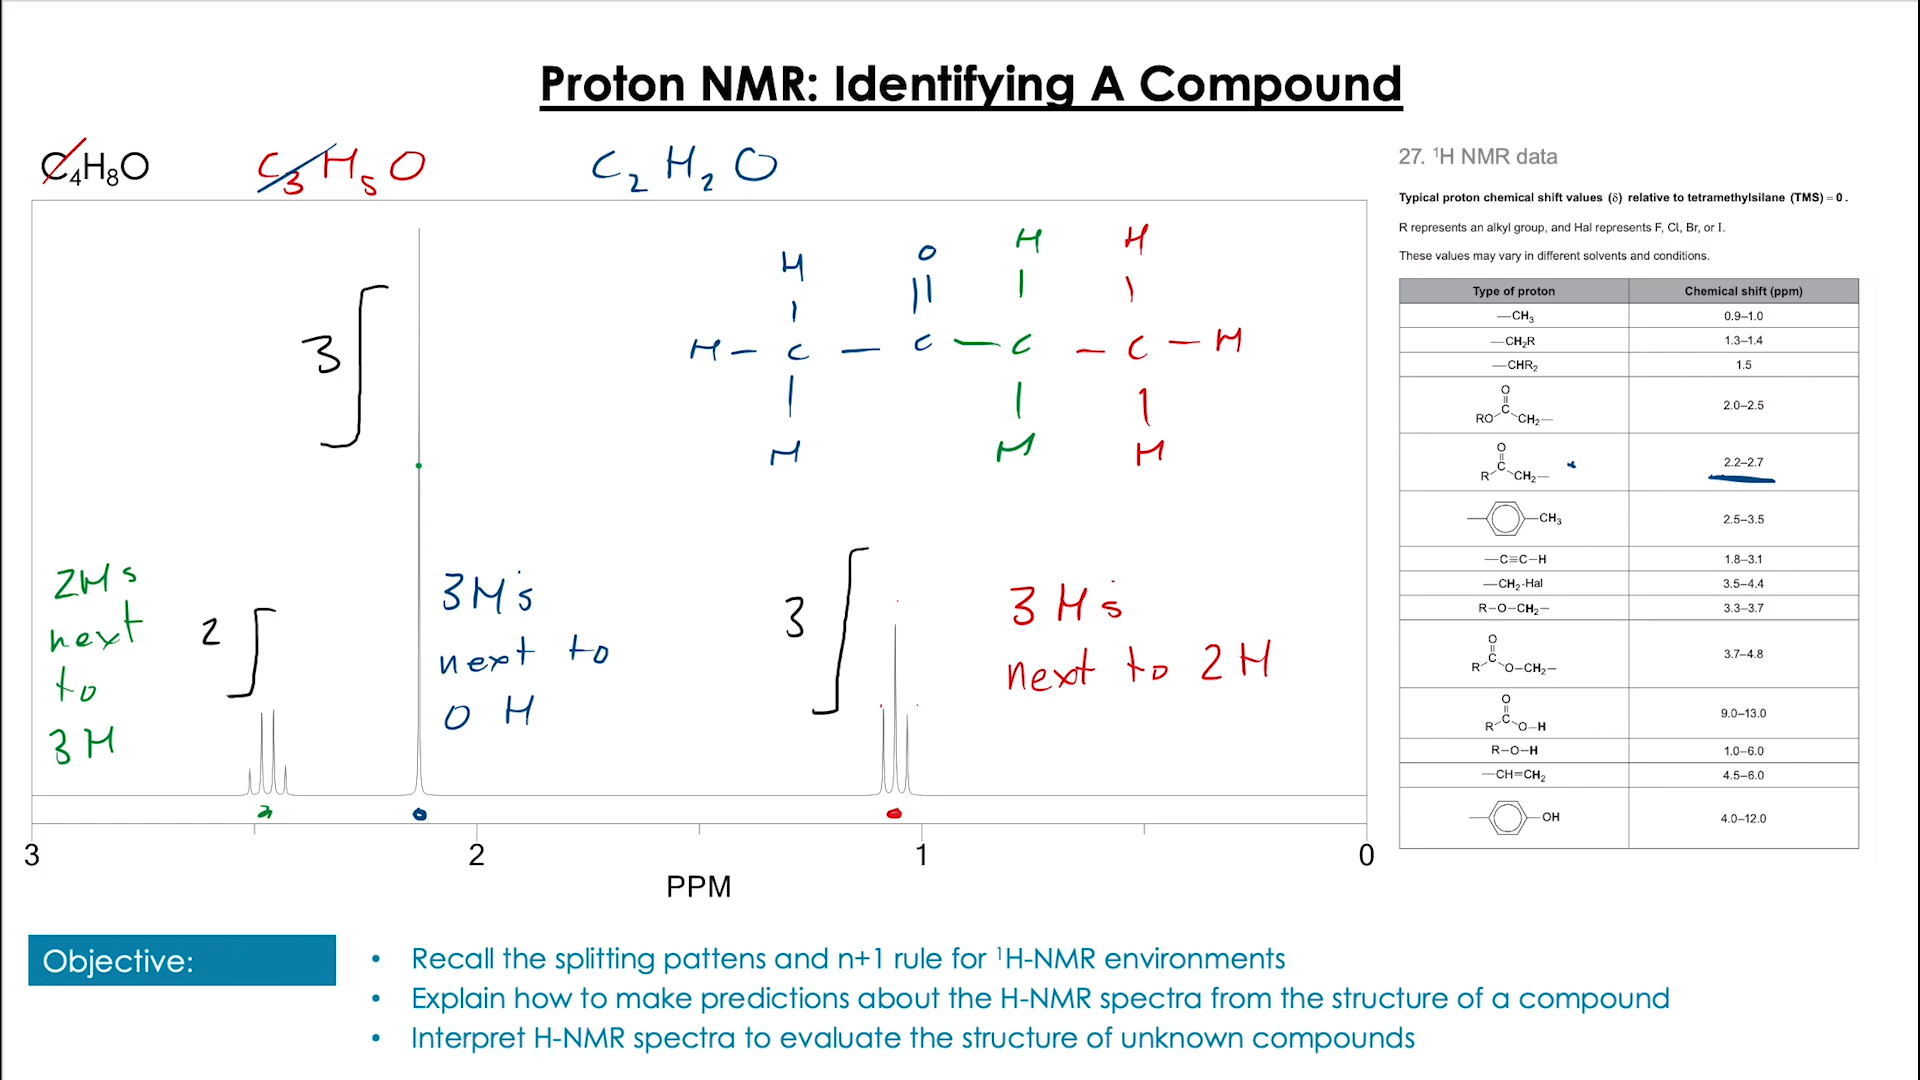 Proton NMR: Identifying A Compound
C₄H₈O C₃H₅O C₂H₂O
3
2
3
H O H H
H – C – C – C – C – H
H H H
2Hs
next
to
3H
3H's
next to
0 H
3 Hs
next to 2H
3 2 1 0
PPM
27. ¹H NMR data
Typical proton chemical shift values (δ) relative to tetramethylsilane (TMS) = 0.
R represents an alkyl group, and Hal represents F, Cl, Br, or I.
These values may vary in different solvents and conditions.
Type of proton Chemical shift (ppm)
—CH₃ 0.9–1.0
—CH₂R 1.3–1.4
—CHR₂ 1.5
O
RO C CH₂— 2.0–2.5
O
R C CH₂— 2.2–2.7
—CH₃ 2.5–3.5
—C≡C—H 1.8–3.1
—CH₂-Hal 3.5–4.4
R—O—CH₂— 3.3–3.7
O
R C O—CH₂— 3.7–4.8
O
R C O—H 9.0–13.0
R—O—H 1.0–6.0
—CH=CH₂ 4.5–6.0
—OH 4.0–12.0
Objective:
• Recall the splitting pattens and n+1 rule for ¹H-NMR environments
• Explain how to make predictions about the H-NMR spectra from the structure of a compound
• Interpret H-NMR spectra to evaluate the structure of unknown compounds